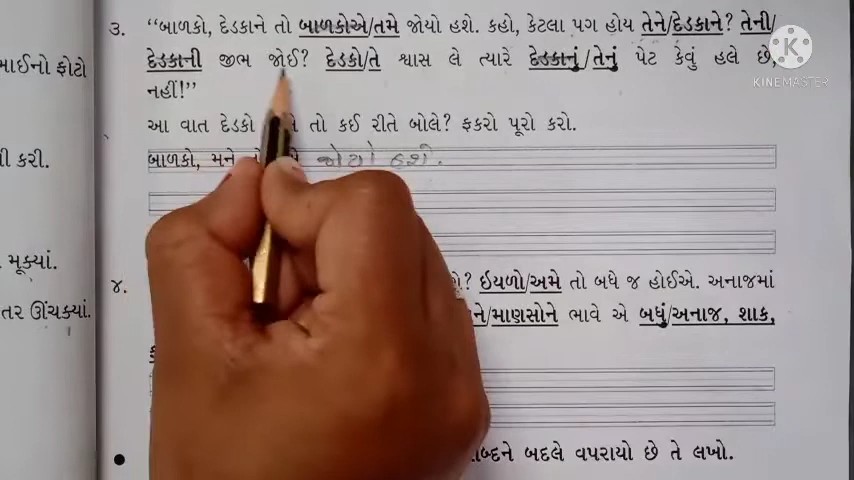 માઈનો ફોટો
ી કરી.
. મૂક્યાં.
તર ઊંચક્યાં.
૩. “બાળકો, દેડકાને તો બાળકોએ/તમે જોયો હશે. કહો, કેટલા પગ હોય તેને/દેડકાને? તેની/
દેડકાની જીભ જોઈ? દેડકો/તે શ્વાસ લે ત્યારે દેડકાનું/તેનું પેટ કેવું હલે છે,
નહીં!”
આ વાત દેડકો તો કઈ રીતે બોલે? ફકરો પૂરો કરો.
બાળકો, મને જોયો હશે.
૪. ઇયળો/અમે તો બધે જ હોઈએ. અનાજમાં
ને/માણસોને ભાવે એ બધું/અનાજ, શાક,
બ્દને બદલે વપરાયો છે તે લખો.
KINEMASTER